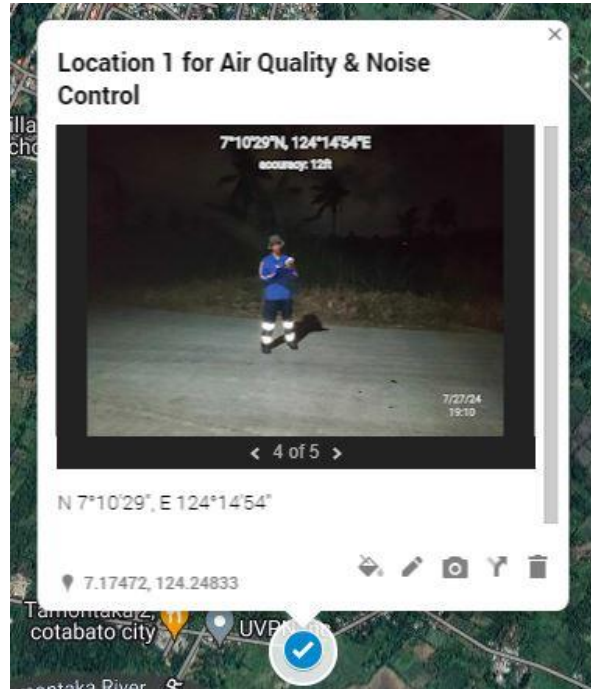 Location 1 for Air Quality & Noise
Control
7°10'29"N, 124°14'54"E
accuracy: 12ft
7/27/24
19:10
4 of 5
N 7°10'29", E 124°14'54"
7.17472, 124.24833
cotabato city